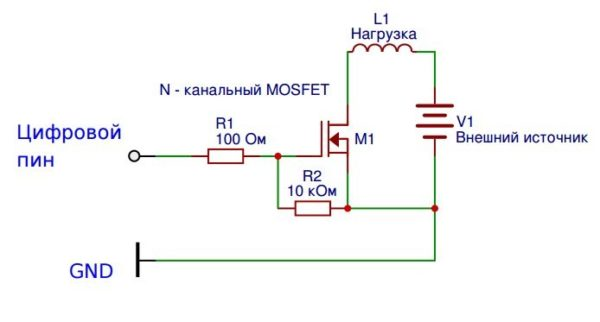 L1
Нагрузка
N - канальный MOSFET
Цифровой
пин
R1
100 Ом
M1
V1
Внешний источник
R2
10 кОм
GND